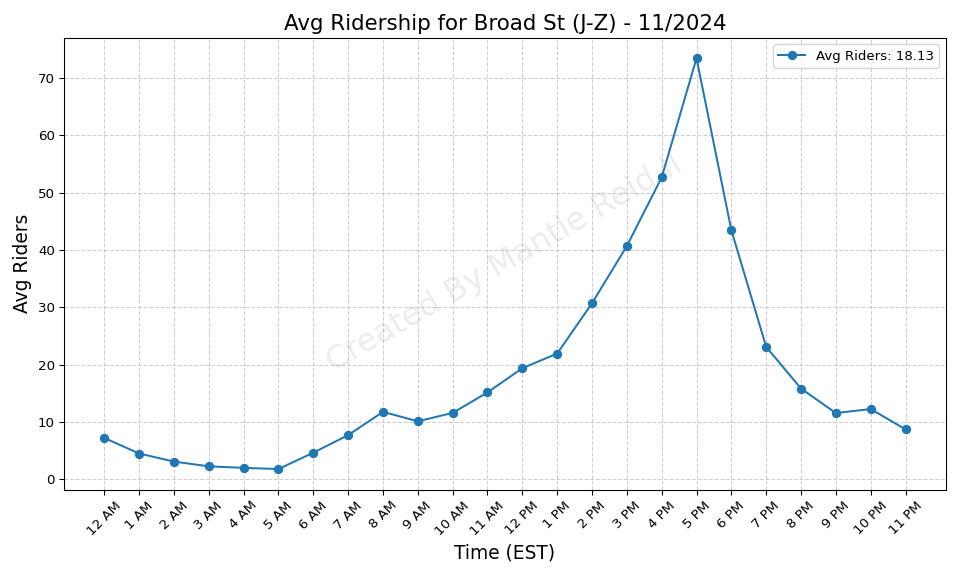 Avg Ridership for Broad St (J-Z) - 11/2024
Avg Riders: 18.13
Avg Riders
70
60
50
40
30
20
10
0
Created By Mantie Reid II
12 AM
1 AM
2 AM
3 AM
4 AM
5 AM
6 AM
7 AM
8 AM
9 AM
10 AM
11 AM
12 PM
1 PM
2 PM
3 PM
4 PM
5 PM
6 PM
7 PM
8 PM
9 PM
10 PM
11 PM
Time (EST)